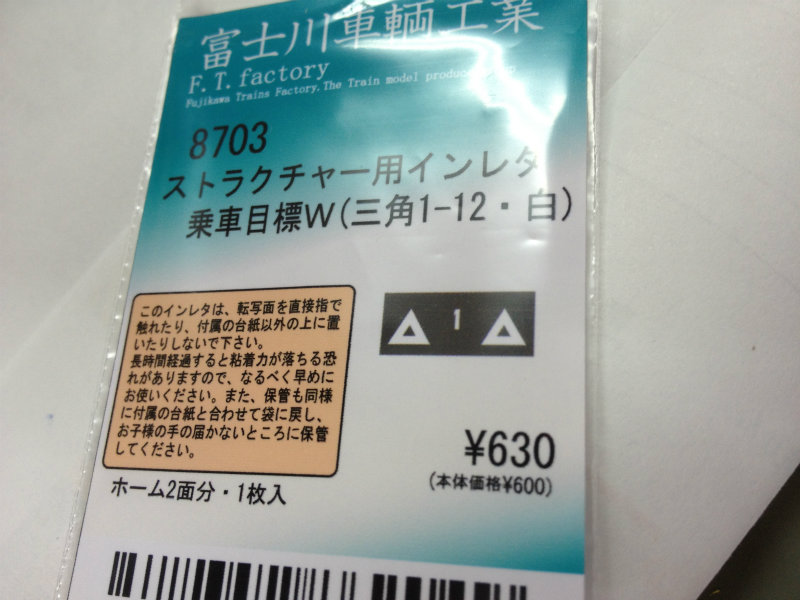 富士川車輌工業
F.T.factory
Fujikawa Trains Factory.The Train model
8703
ストラクチャー用インレタ
乗車目標W(三角1-12・白)
このインレタは、転写面を直接指で
触れたり、付属の台紙以外の上に置
いたりしないで下さい。
長時間経過すると粘着力が落ちる恐
れがありますので、なるべく早めに
お使いください。また、保管も同様
に付属の台紙と合わせて袋に戻し、
お子様の手の届かないところに保管
してください。
△ 1 △
¥630
(本体価格¥600)
ホーム2面分・1枚入